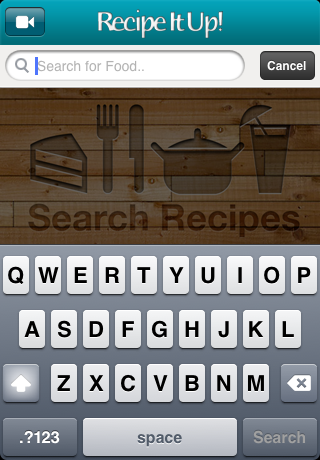 Recipe It Up!
Search for Food..
Cancel
Search Recipes
Q W E R T Y U I O P
A S D F G H J K L
Z X C V B N M
.?123 space Search